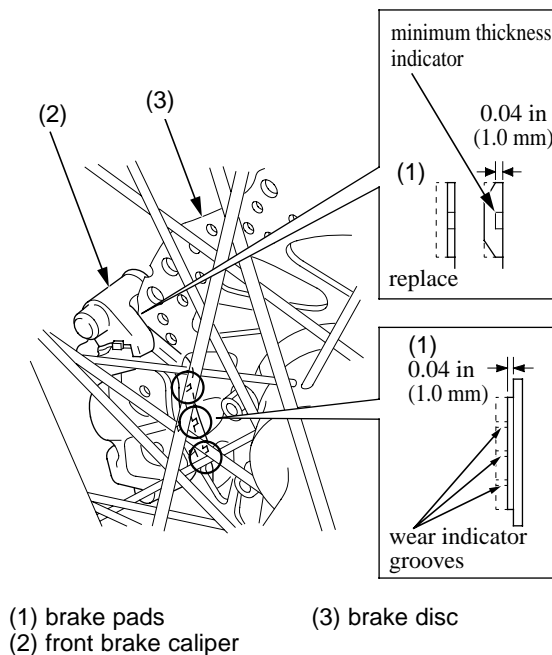 minimum thickness
indicator
(3)
(2)
0.04 in
(1.0 mm)
(1)
replace
(1)
0.04 in
(1.0 mm)
wear indicator
grooves
(1) brake pads
(2) front brake caliper
(3) brake disc